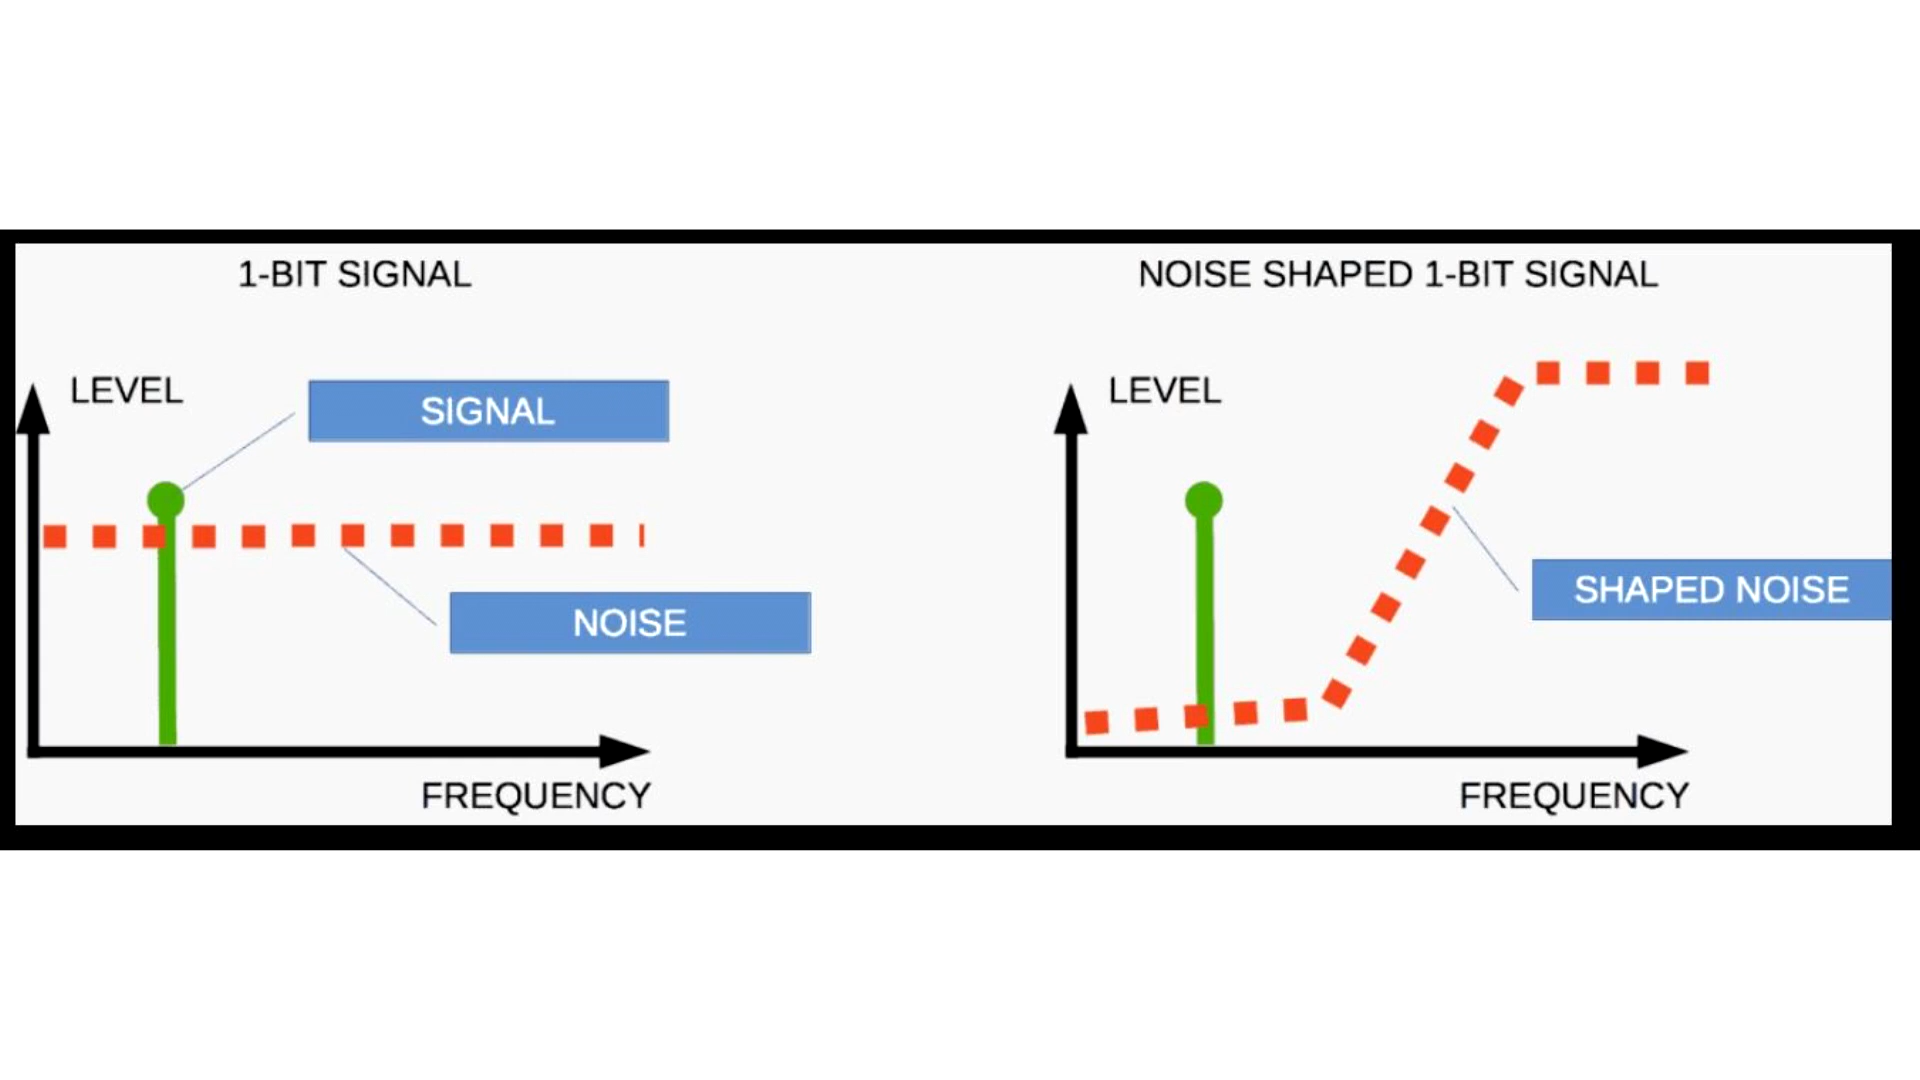 1-BIT SIGNAL
LEVEL
SIGNAL
NOISE
FREQUENCY
NOISE SHAPED 1-BIT SIGNAL
LEVEL
SHAPED NOISE
FREQUENCY